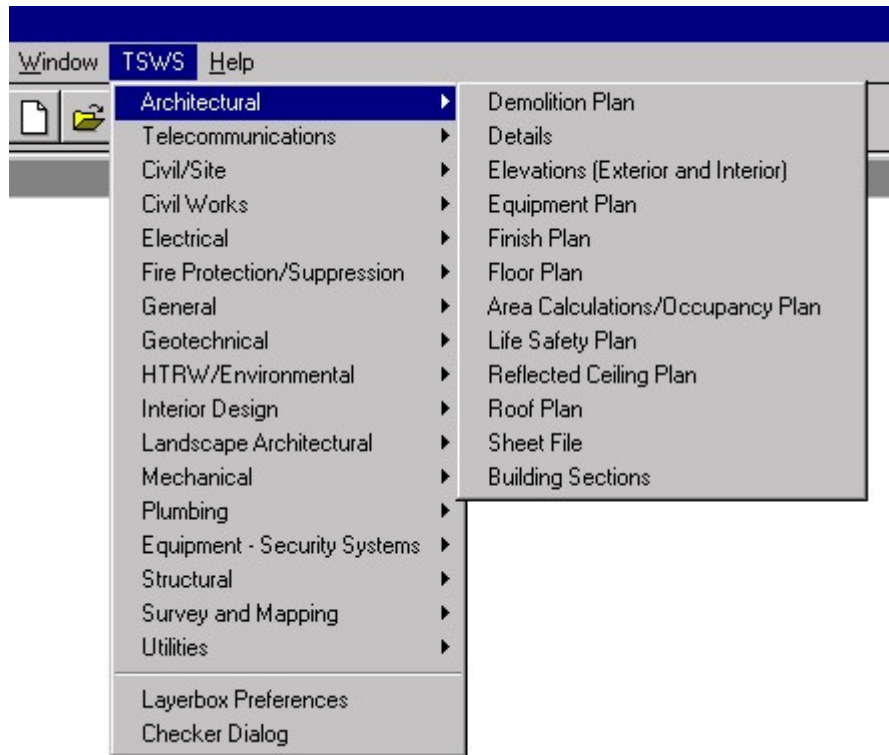 Window TSWS Help
Architectural
Telecommunications
Civil/Site
Civil Works
Electrical
Fire Protection/Suppression
General
Geotechnical
HTRW/Environmental
Interior Design
Landscape Architectural
Mechanical
Plumbing
Equipment - Security Systems
Structural
Survey and Mapping
Utilities
Layerbox Preferences
Checker Dialog
Demolition Plan
Details
Elevations (Exterior and Interior)
Equipment Plan
Finish Plan
Floor Plan
Area Calculations/Occupancy Plan
Life Safety Plan
Reflected Ceiling Plan
Roof Plan
Sheet File
Building Sections